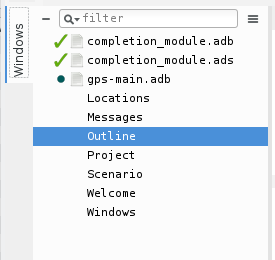 Windows
filter
completion_module.adb
completion_module.ads
gps-main.adb
Locations
Messages
Outline
Project
Scenario
Welcome
Windows